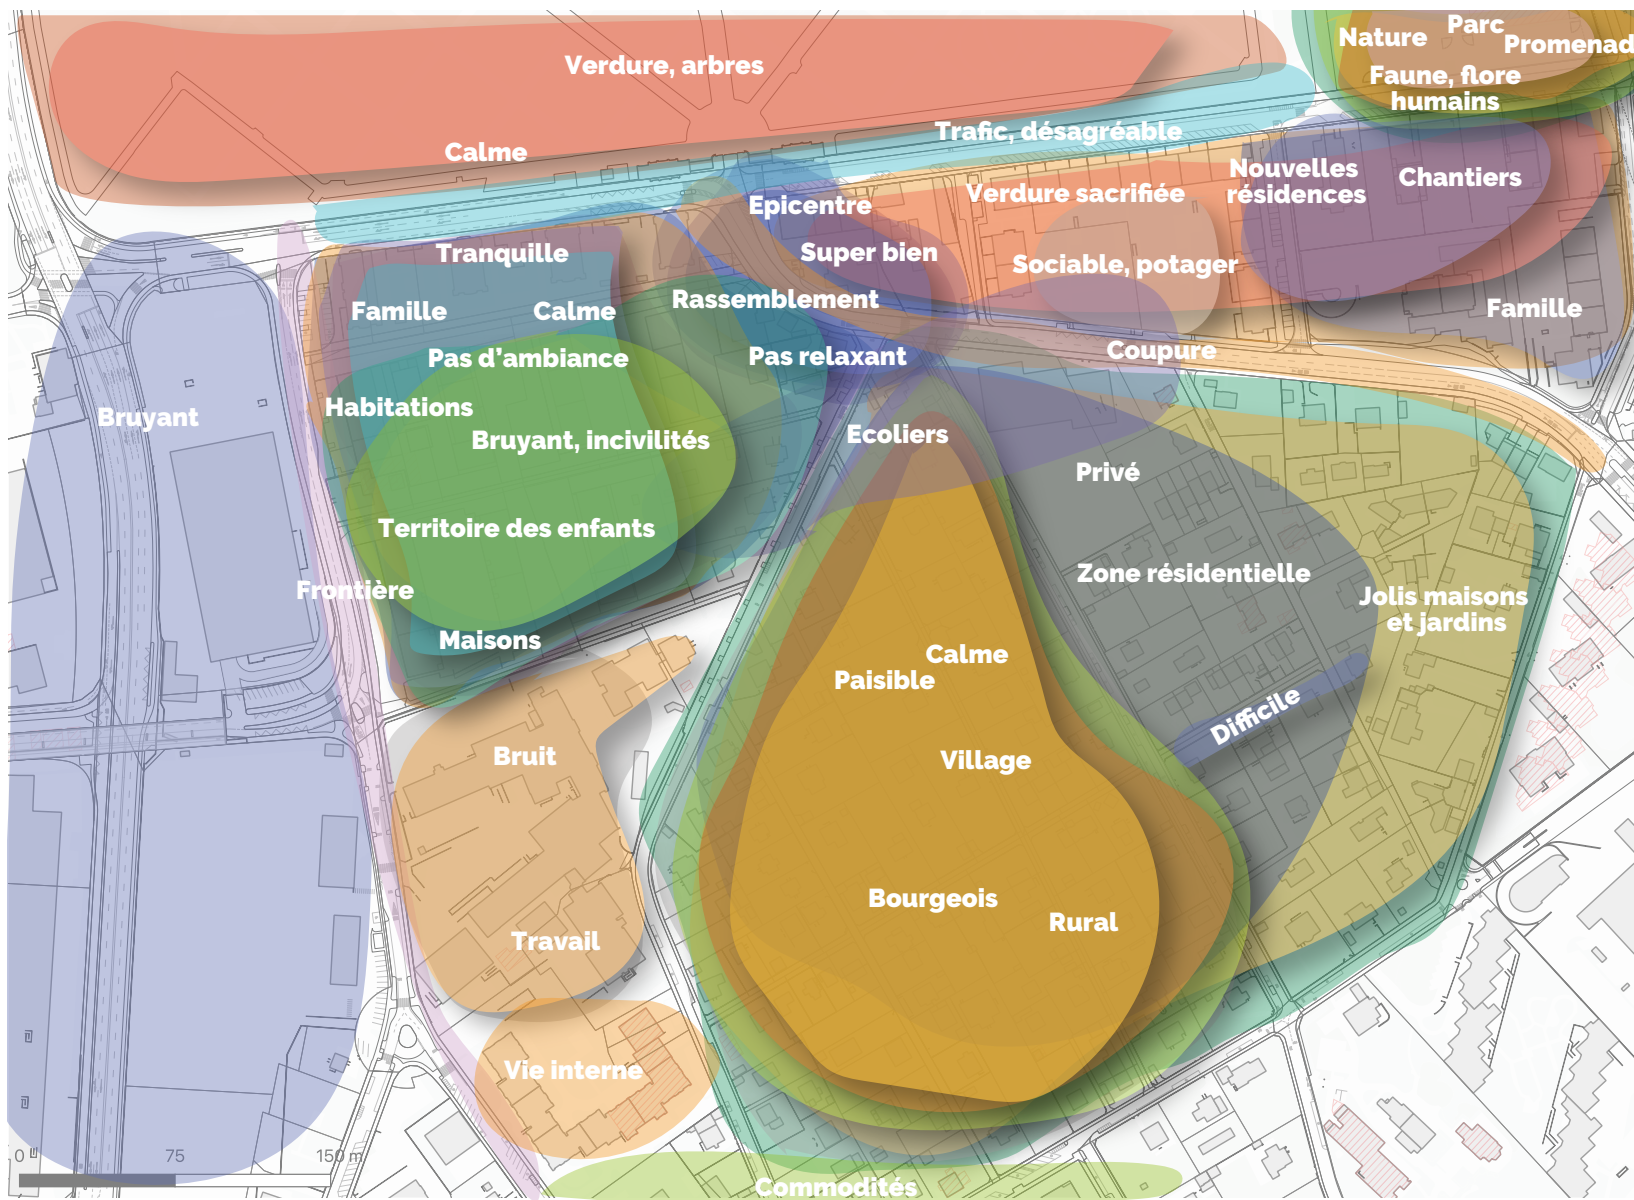 Parc
Nature
Promenad
Verdure, arbres
Faune, flore
humains
Trafic, désagréable
Calme
Nouvelles
résidences
Chantiers
Verdure sacrifiée
Epicentre
Tranquille
Super bien
Sociable, potager
Rassemblement
Famille
Calme
Famille
Pas d'ambiance
Pas relaxant
Coupure
Habitations
Bruyant
Bruyant, incivilités
Ecoliers
Privé
Territoire des enfants
Zone résidentielle
Frontière
Jolis maisons
et jardins
Maisons
Calme
Paisible
Difficile
Bruit
Village
Bourgeois
Rural
Travail
Vie interne
0 75 150 m
Commodités